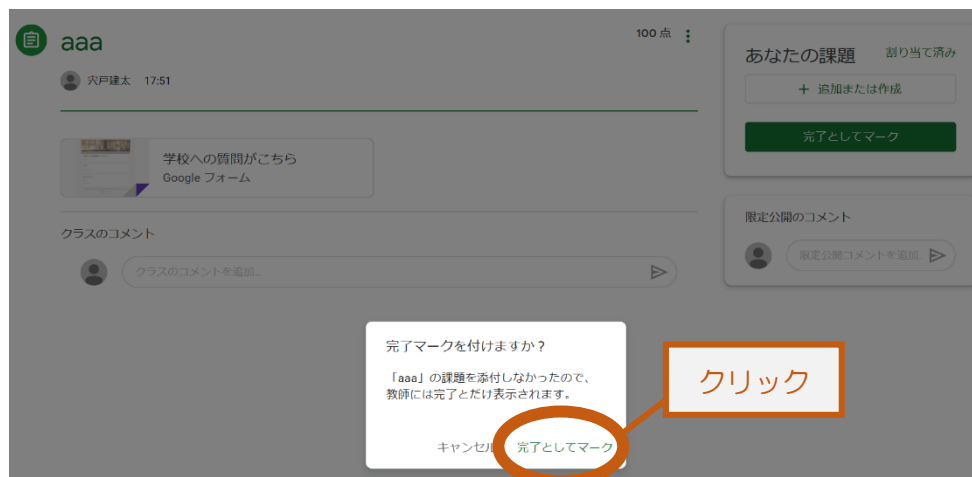 aaa
100 点
宍戸建太 17:51
学校への質問がこちら
Google フォーム
クラスのコメント
クラスのコメントを追加...
あなたの課題 割り当て済み
+ 追加または作成
完了としてマーク
限定公開のコメント
限定公開コメントを追加
完了マークを付けますか？
「aaa」の課題を添付しなかったので、
教師には完了とだけ表示されます。
キャンセル 完了としてマーク
クリック